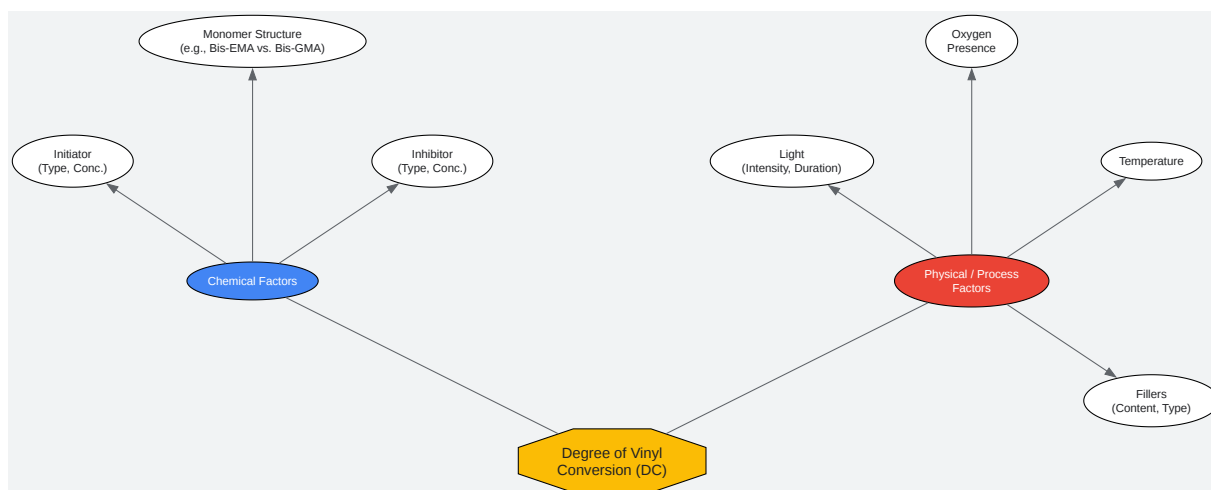 Monomer Structure
(e.g., Bis-EMA vs. Bis-GMA)
Oxygen
Presence
Initiator
(Type, Conc.)
Inhibitor
(Type, Conc.)
Light
(Intensity, Duration)
Temperature
Chemical Factors
Physical / Process
Factors
Fillers
(Content, Type)
Degree of Vinyl
Conversion (DC)